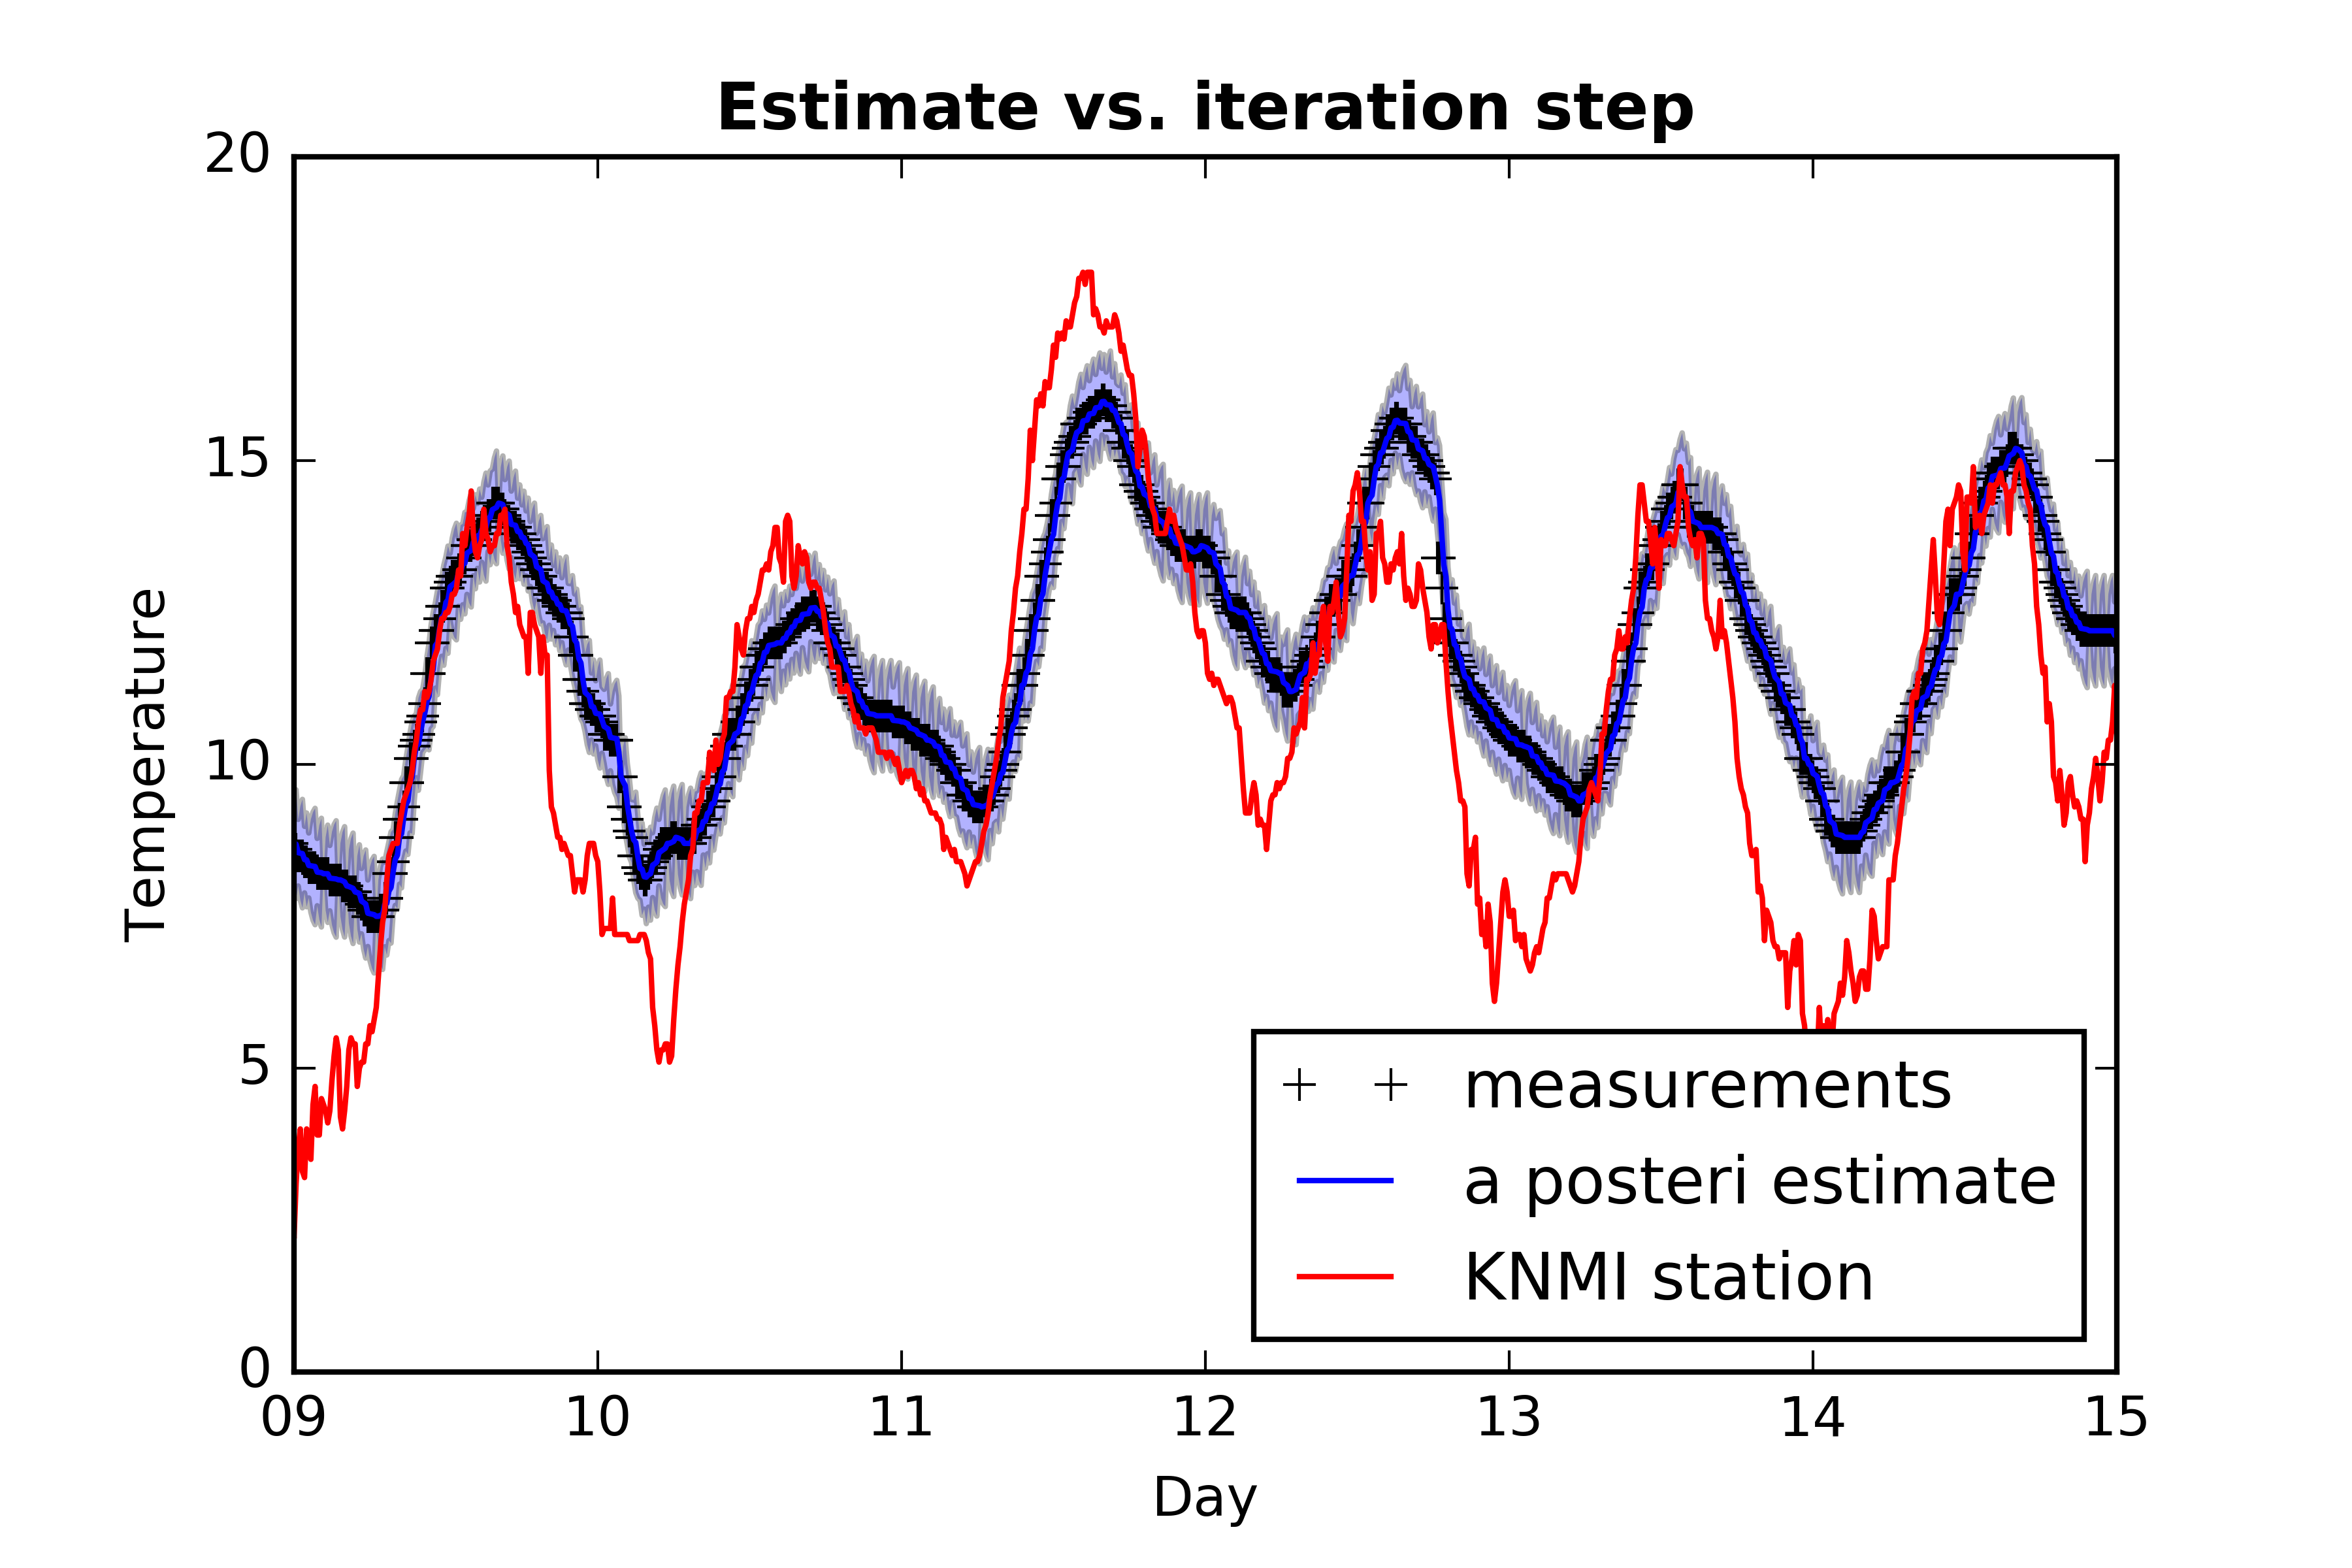 Estimate vs. iteration step
20
15
10
5
0
Temperature
09 10 11 12 13 14 15
Day
measurements
a posteri estimate
KNMI station